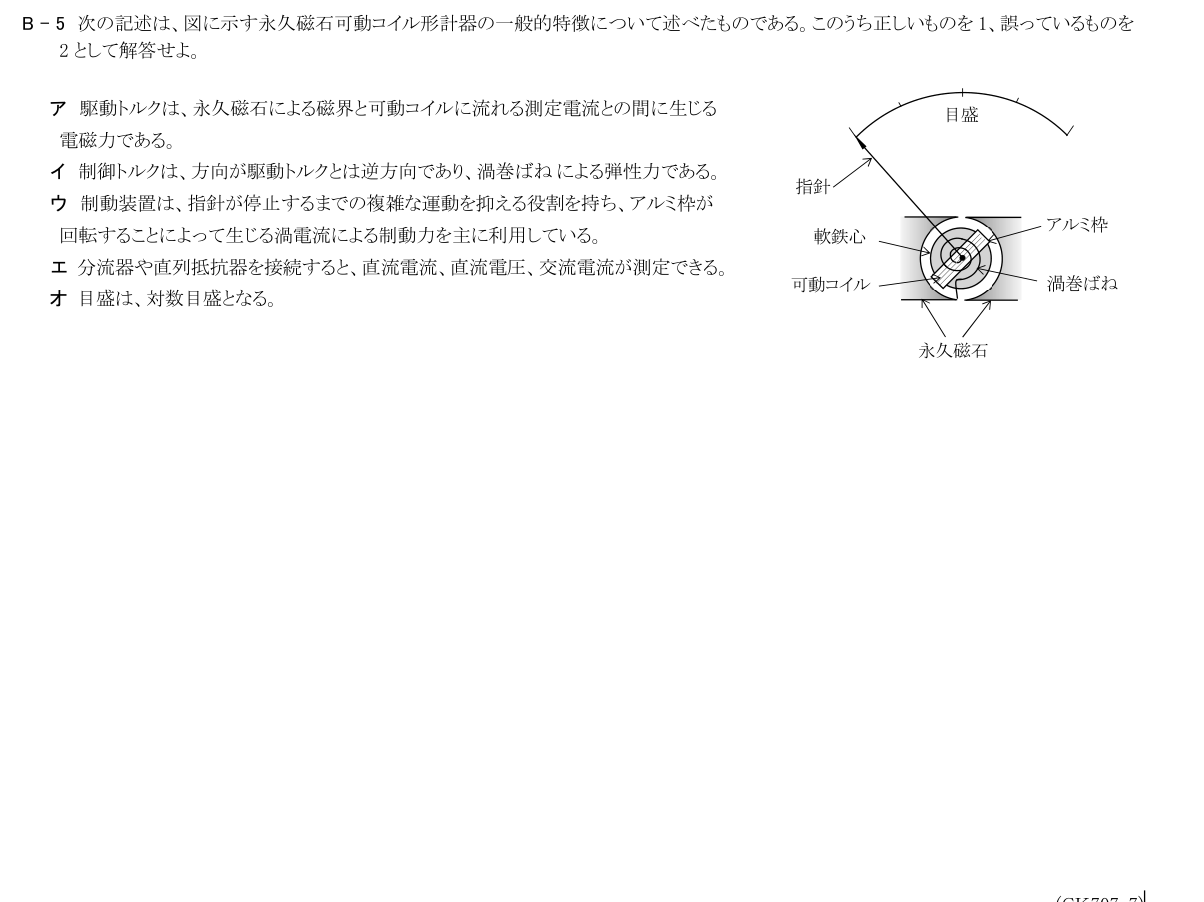 B－5 次の記述は、図に示す永久磁石可動コイル形計器の一般的特徴について述べたものである。このうち正しいものを1、誤っているものを
2として解答せよ。
ア 駆動トルクは、永久磁石による磁界と可動コイルに流れる測定電流との間に生じる
電磁力である。
イ 制御トルクは、方向が駆動トルクとは逆方向であり、渦巻ばねによる弾性力である。
ウ 制動装置は、指針が停止するまでの複雑な運動を抑える役割を持ち、アルミ枠が
回転することによって生じる渦電流による制動力を主に利用している。
エ 分流器や直列抵抗器を接続すると、直流電流、直流電圧、交流電流が測定できる。
オ 目盛は、対数目盛となる。
目盛
指針
アルミ枠
軟鉄心
可動コイル
渦巻ばね
永久磁石